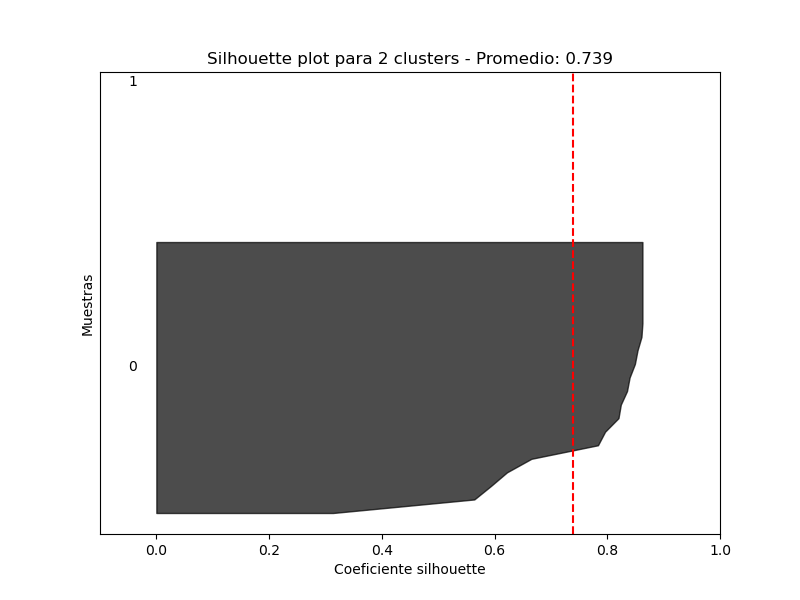 Silhouette plot para 2 clusters - Promedio: 0.739
1
0
Muestras
0.0 0.2 0.4 0.6 0.8 1.0
Coeficiente silhouette